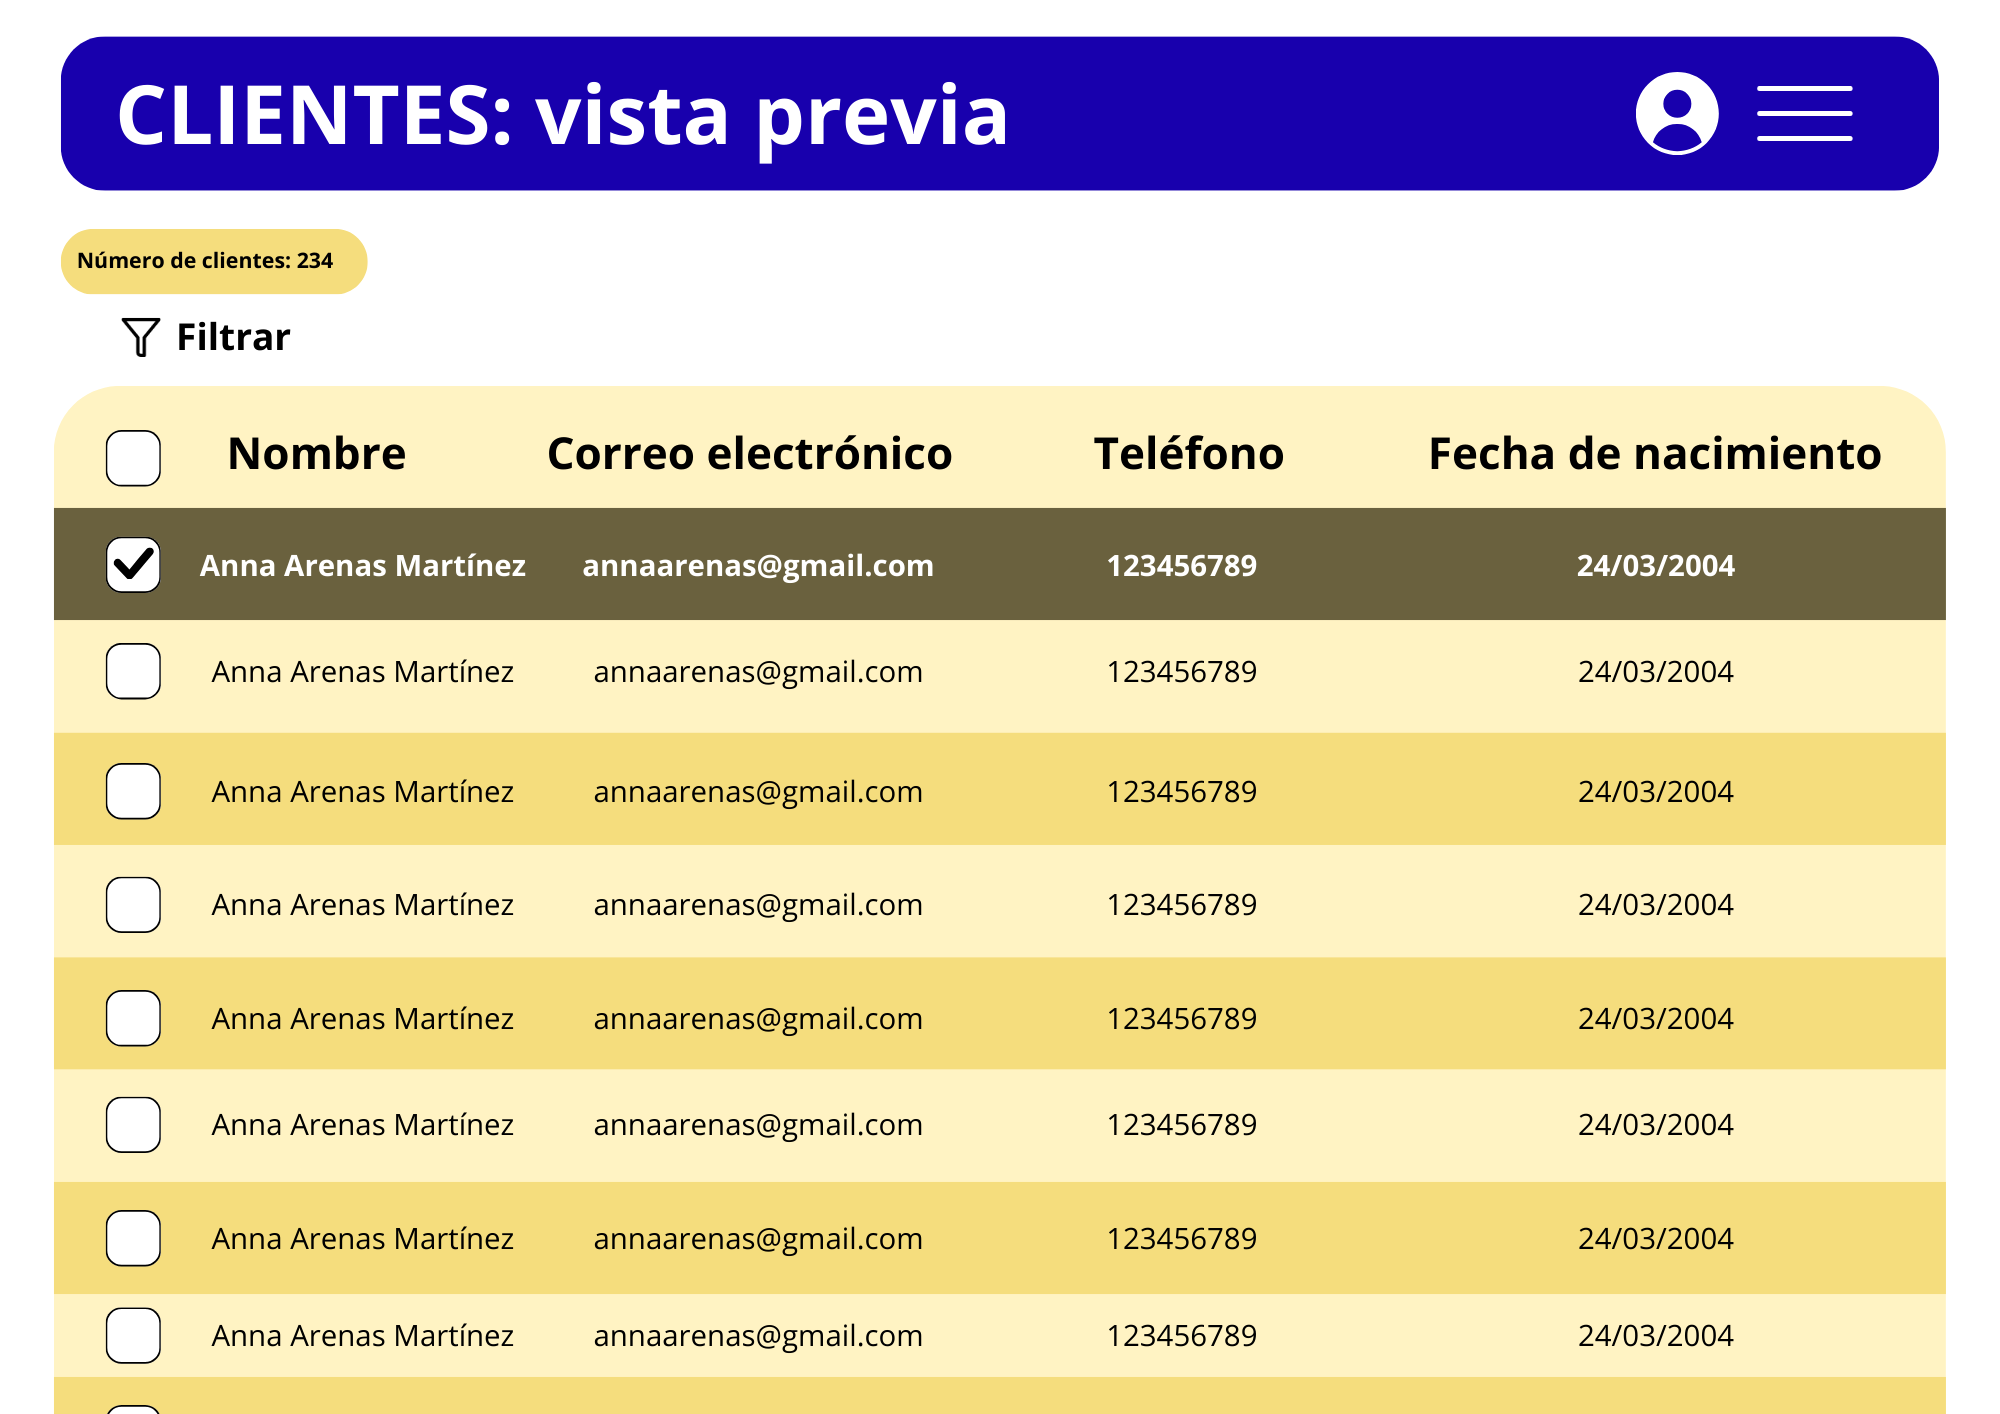 CLIENTES: vista previa
Número de clientes: 234
Filtrar
Nombre Correo electrónico Teléfono Fecha de nacimiento
Anna Arenas Martínez annaarenas@gmail.com 123456789 24/03/2004
Anna Arenas Martínez annaarenas@gmail.com 123456789 24/03/2004
Anna Arenas Martínez annaarenas@gmail.com 123456789 24/03/2004
Anna Arenas Martínez annaarenas@gmail.com 123456789 24/03/2004
Anna Arenas Martínez annaarenas@gmail.com 123456789 24/03/2004
Anna Arenas Martínez annaarenas@gmail.com 123456789 24/03/2004
Anna Arenas Martínez annaarenas@gmail.com 123456789 24/03/2004
Anna Arenas Martínez annaarenas@gmail.com 123456789 24/03/2004